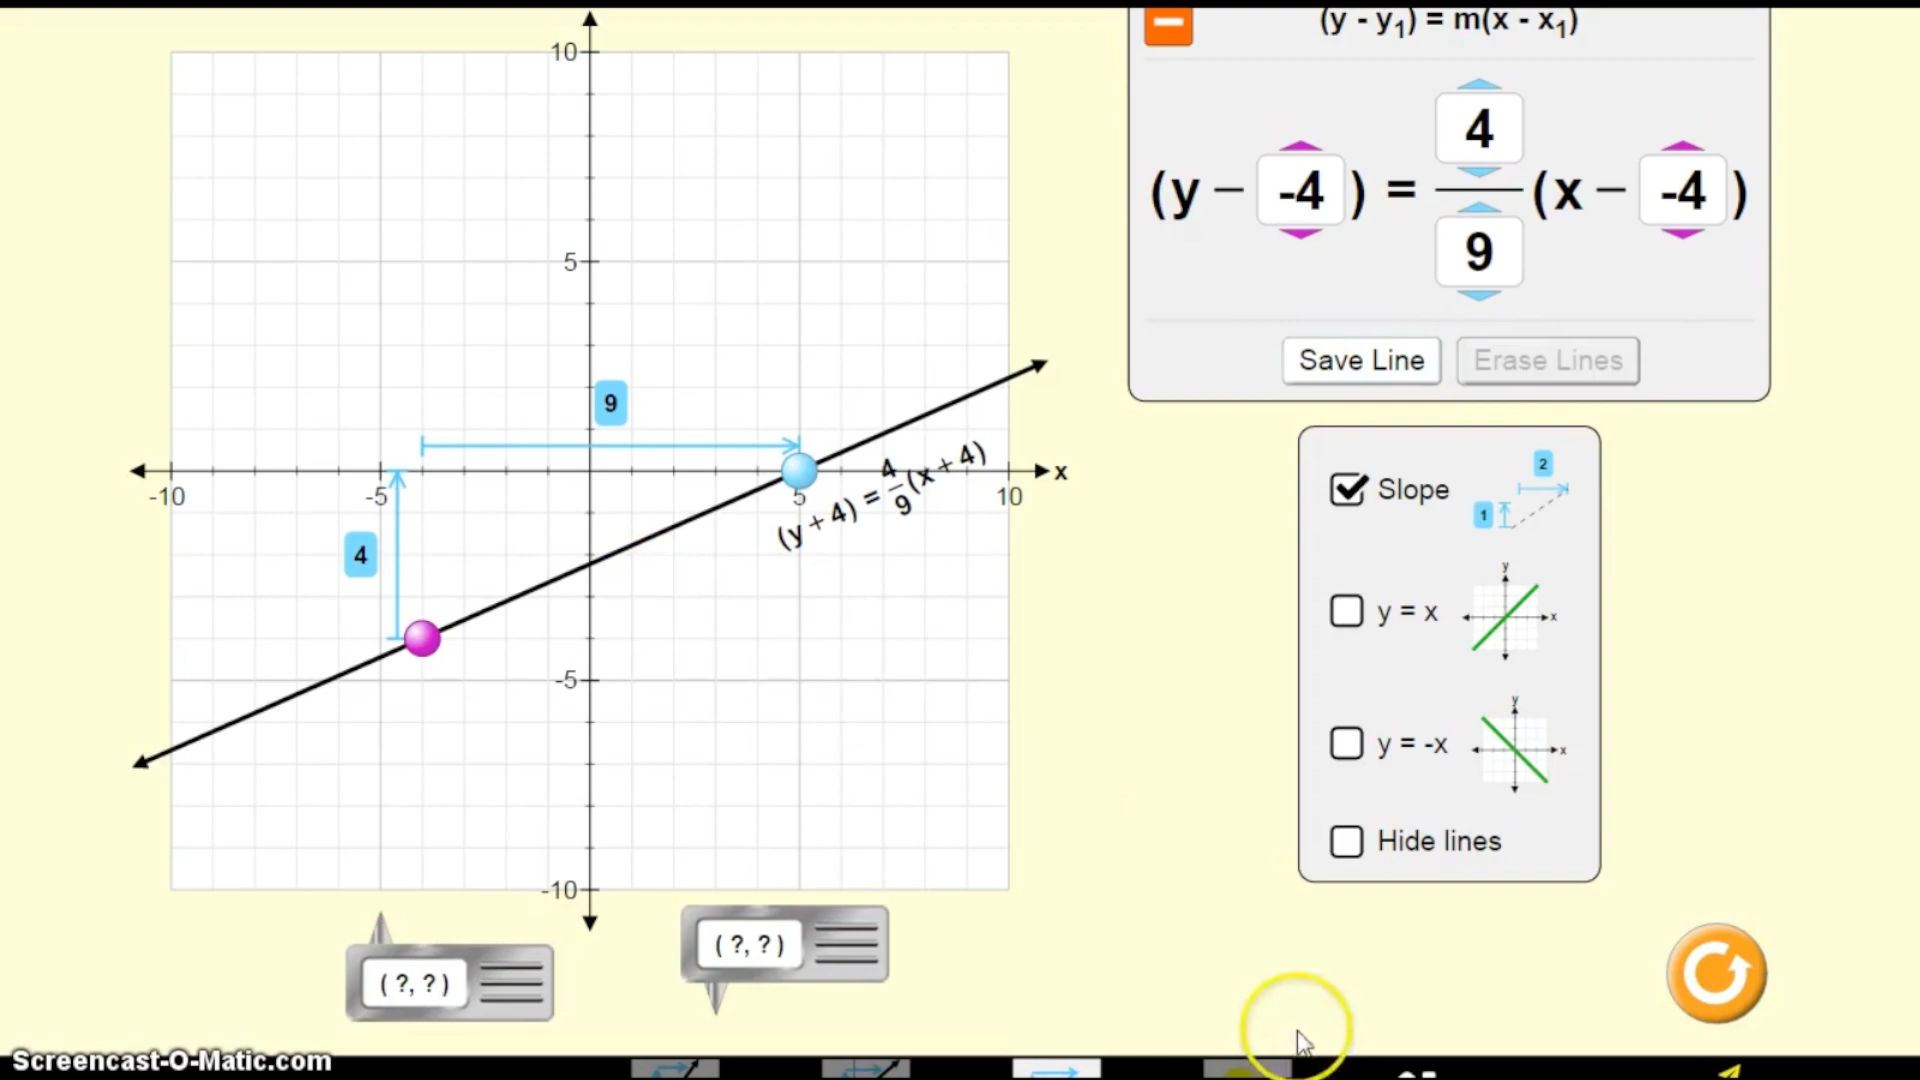 (y - y₁) = m(x - x₁)
(y − -4) = 4/9 (x − -4)
Save Line
Erase Lines
10
5
-5
-10
-10
-5
5
10
x
9
4
(y + 4) = 4/9 (x + 4)
Slope
2
1
y = x
y
x
y = -x
y
x
Hide lines
( ?, ? )
( ?, ? )
Screencast-O-Matic.com